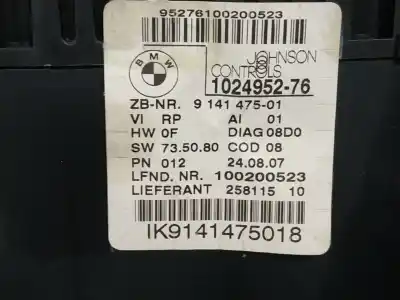 95276100200523
BMW
JOHNSON
CONTROLS
1024952-76
ZB-NR. 9 141 475-01
VI RP AI 01
HW 0F DIAG 08D0
SW 73.50.80 COD 08
PN 012 24.08.07
LFND. NR. 100200523
LIEFERANT 258115 10
IK9141475018